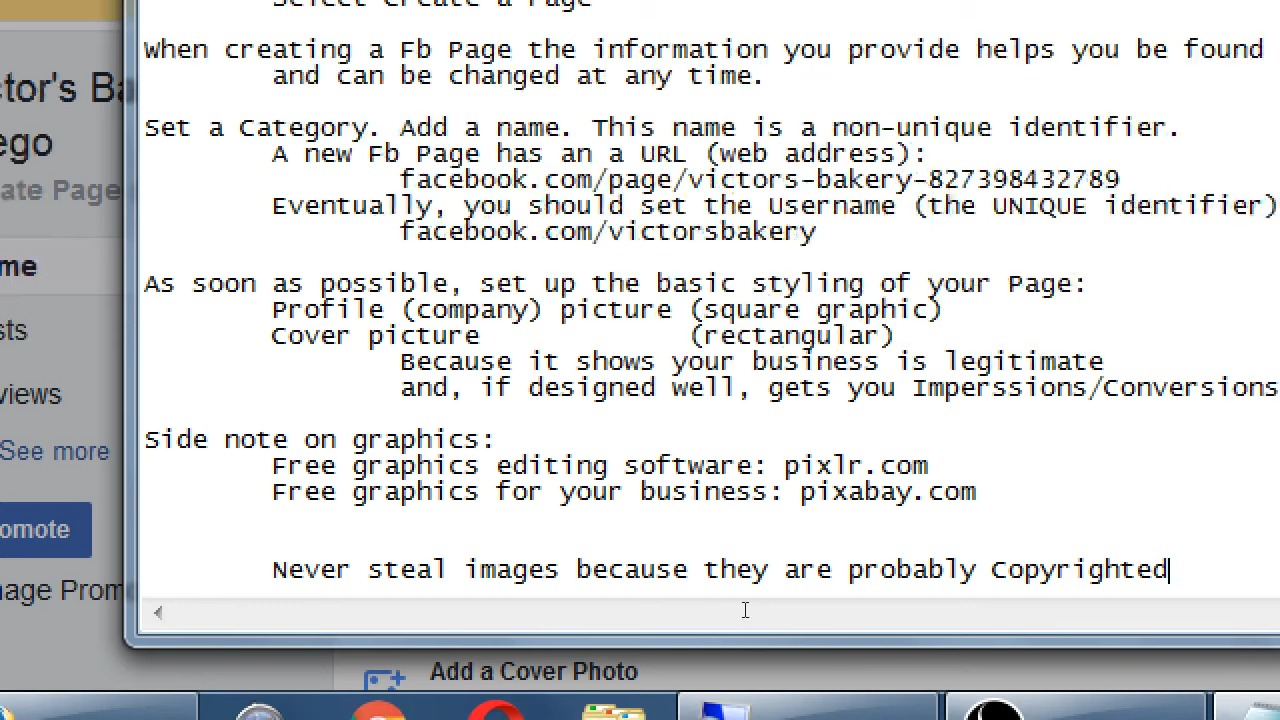 Select Create a Page
When creating a Fb Page the information you provide helps you be found
and can be changed at any time.
Set a Category. Add a name. This name is a non-unique identifier.
A new Fb Page has an a URL (web address):
facebook.com/page/victors-bakery-827398432789
Eventually, you should set the Username (the UNIQUE identifier)
facebook.com/victorsbakery
As soon as possible, set up the basic styling of your Page:
Profile (company) picture (square graphic)
Cover picture (rectangular)
Because it shows your business is legitimate
and, if designed well, gets you Imperssions/Conversions
Side note on graphics:
Free graphics editing software: pixlr.com
Free graphics for your business: pixabay.com
Never steal images because they are probably Copyrighted
ctor's Ba
ego
ate Page
me
sts
views
See more
omote
nage Prom
Add a Cover Photo